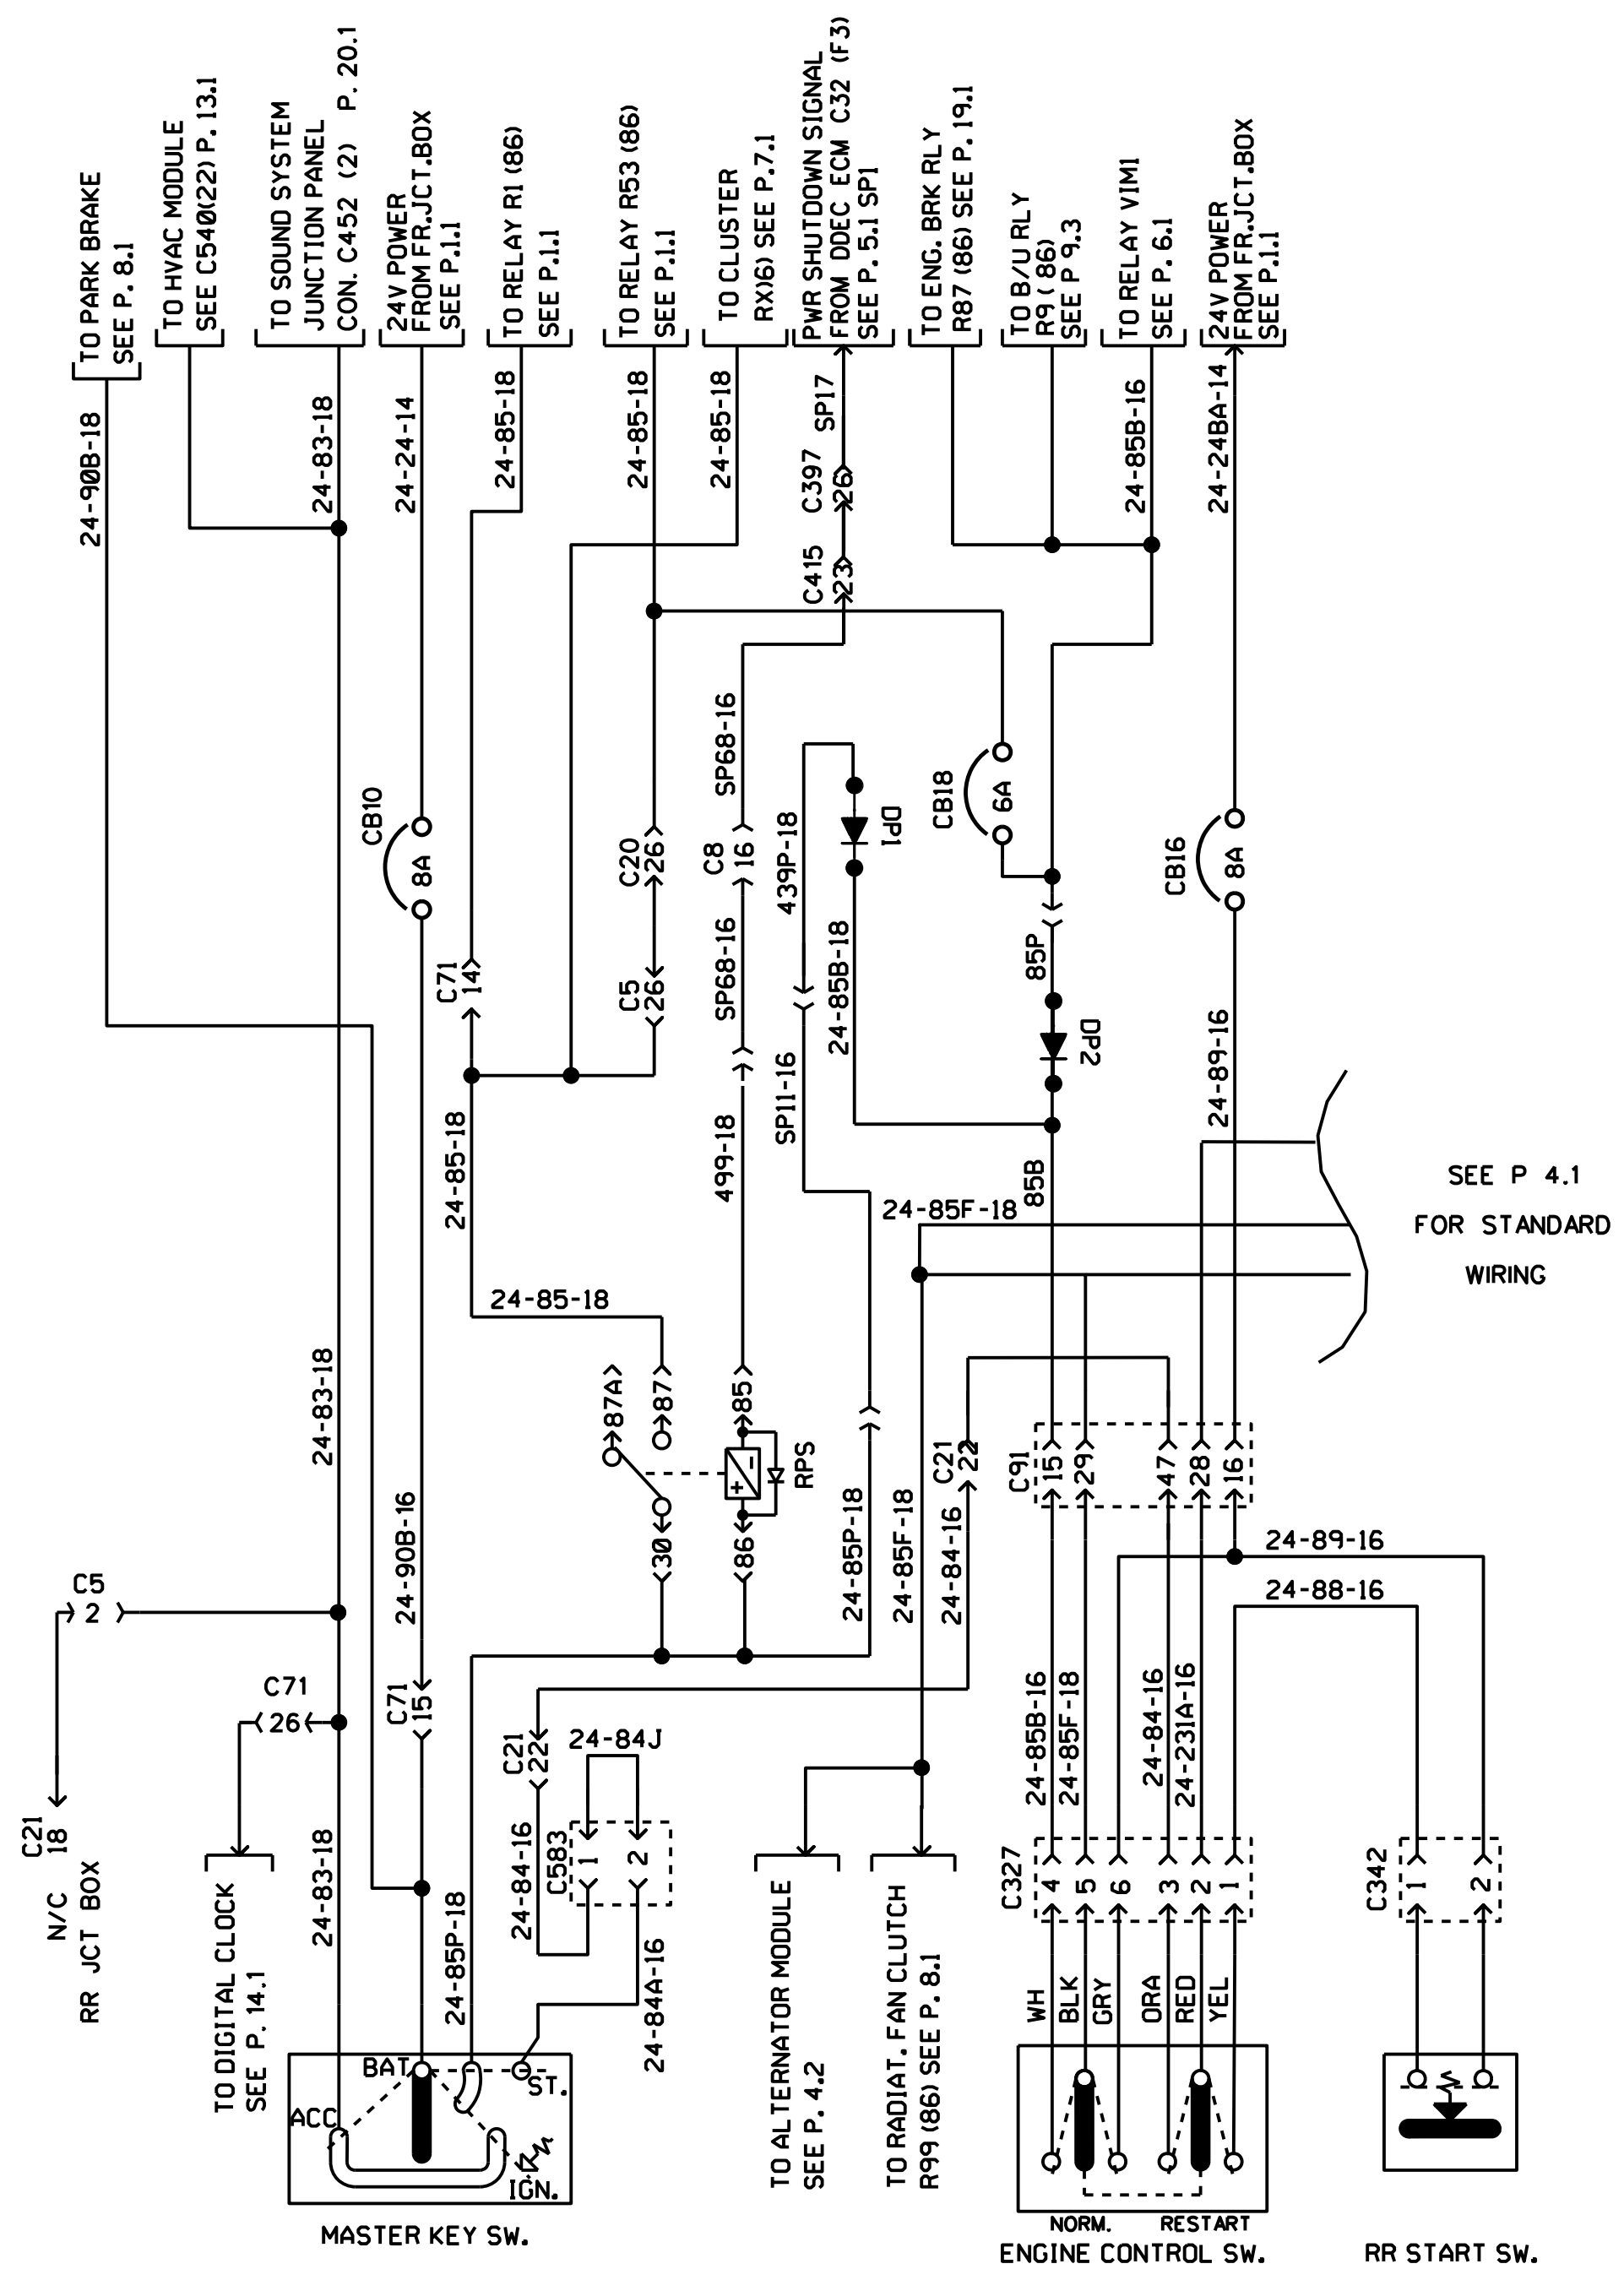 TO PARK BRAKE
SEE P. 8.1
TO HVAC MODULE
SEE C540(22) P. 13.1
TO SOUND SYSTEM
JUNCTION PANEL
CON. C452 (2) P. 20.1
24V POWER
FROM FR.JCT.BOX
SEE P.1.1
TO RELAY R1 (86)
SEE P.1.1
TO RELAY R53 (86)
SEE P.1.1
TO CLUSTER
RX)6) SEE P.7.1
PWR SHUTDOWN SIGNAL
FROM DDEC ECM C32 (F3)
SEE P. 5.1 SP1
TO ENG. BRK RLY
R87 (86) SEE P. 19.1
TO B/U RLY
R9 ( 86)
SEE P 9.3
TO RELAY VIM1
SEE P. 6.1
24V POWER
FROM FR.JCT.BOX
SEE P.1.1
24-90B-18
24-83-18
24-24-14
24-85-18
24-85-18
24-85-18
SP17
C397
26
C415
23
24-85B-16
24-24BA-14
SP68-16
CB10
8A
C20
26
C8
16
439P-18
DP1
CB18
6A
CB16
8A
C71
14
C5
26
SP68-16
24-85B-18
85P
DP2
24-89-16
24-85-18
499-18
SP11-16
85B
24-85F-18
SEE P 4.1
FOR STANDARD
WIRING
24-85-18
24-83-18
87A
87
85
RPS
+
-
30
86
24-90B-16
24-85P-18
24-85F-18
C21
22
24-84-16
C91
15
29
47
28
16
24-89-16
24-88-16
C5
2
C71
26
C71
15
C21
22
24-84J
24-85B-16
24-85F-18
24-84-16
24-231A-16
C21
18
N/C
RR JCT BOX
24-83-18
24-84-16
C583
1
2
C327
4
5
6
3
2
1
C342
1
2
TO DIGITAL CLOCK
SEE P. 14.1
24-85P-18
24-84A-16
TO ALTERNATOR MODULE
SEE P. 4.2
TO RADIAT. FAN CLUTCH
R99 (86) SEE P. 8.1
WH
BLK
GRY
ORA
RED
YEL
BAT
ST.
ACC
IGN.
MASTER KEY SW.
NORM.
RESTART
ENGINE CONTROL SW.
RR START SW.